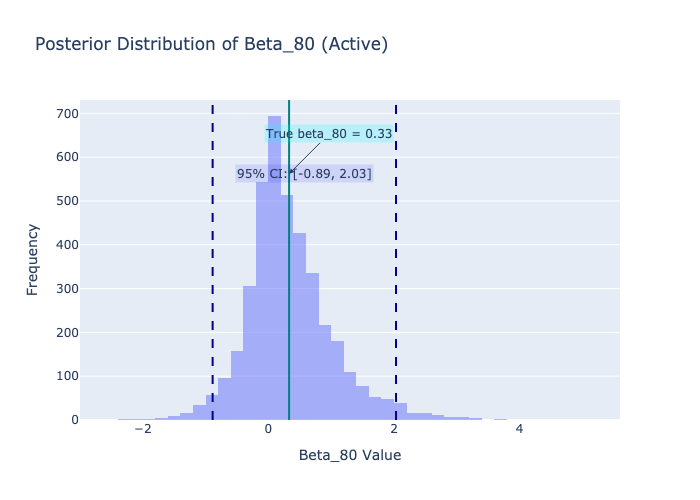 Posterior Distribution of Beta_80 (Active)
700
600
500
400
300
200
100
0
Frequency
True beta_80 = 0.33
95% CI: [-0.89, 2.03]
−2
0
2
4
Beta_80 Value